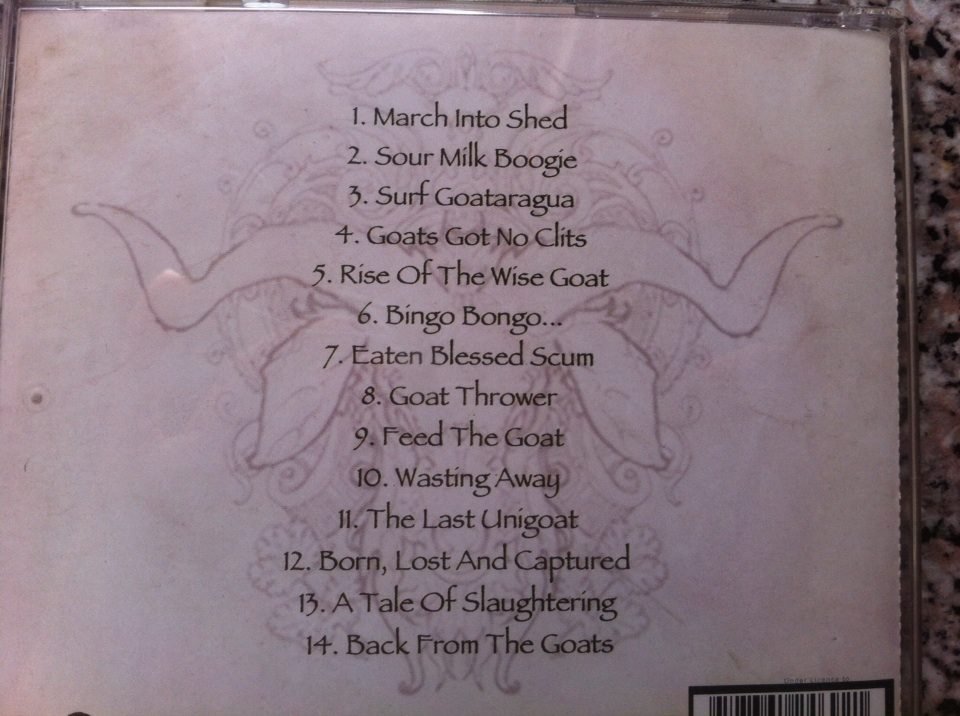 1. March Into Shed
2. Sour Milk Boogie
3. Surf Goataragua
4. Goats Got No Clits
5. Rise Of The Wise Goat
6. Bingo Bongo...
7. Eaten Blessed Scum
8. Goat Thrower
9. Feed The Goat
10. Wasting Away
11. The Last Unigoat
12. Born, Lost And Captured
13. A Tale Of Slaughtering
14. Back From The Goats
Under Licence to